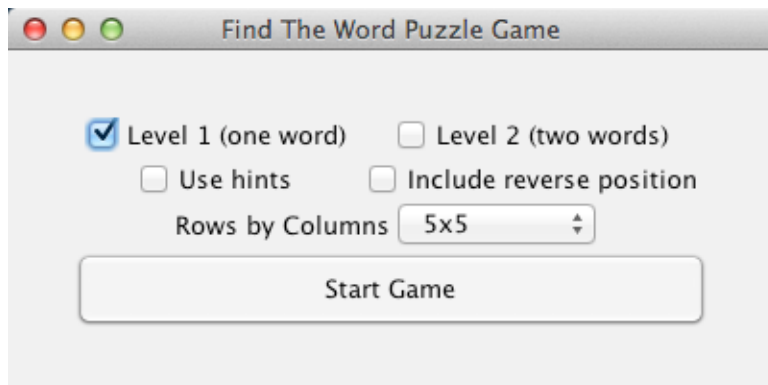 Find The Word Puzzle Game
Level 1 (one word) Level 2 (two words)
Use hints Include reverse position
Rows by Columns 5x5
Start Game